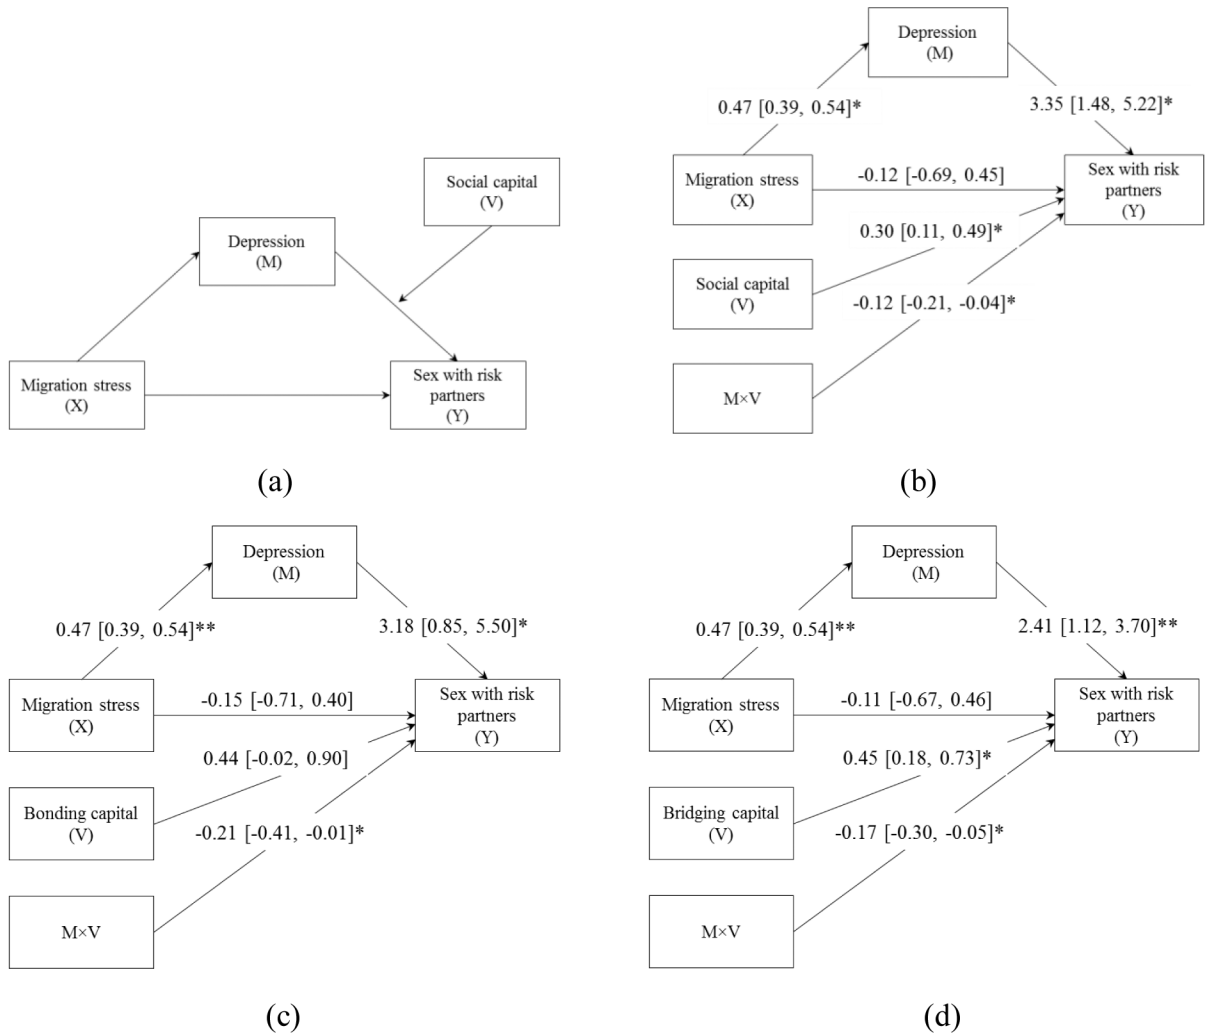 Social capital
(V)
Depression
(M)
Migration stress
(X)
Sex with risk
partners
(Y)
(a)
Depression
(M)
0.47 [0.39, 0.54]*
3.35 [1.48, 5.22]*
Migration stress
(X)
-0.12 [-0.69, 0.45]
Sex with risk
partners
(Y)
0.30 [0.11, 0.49]*
Social capital
(V)
-0.12 [-0.21, -0.04]*
M×V
(b)
Depression
(M)
0.47 [0.39, 0.54]**
3.18 [0.85, 5.50]*
Migration stress
(X)
-0.15 [-0.71, 0.40]
Sex with risk
partners
(Y)
0.44 [-0.02, 0.90]
Bonding capital
(V)
-0.21 [-0.41, -0.01]*
M×V
(c)
Depression
(M)
0.47 [0.39, 0.54]**
2.41 [1.12, 3.70]**
Migration stress
(X)
-0.11 [-0.67, 0.46]
Sex with risk
partners
(Y)
0.45 [0.18, 0.73]*
Bridging capital
(V)
-0.17 [-0.30, -0.05]*
M×V
(d)